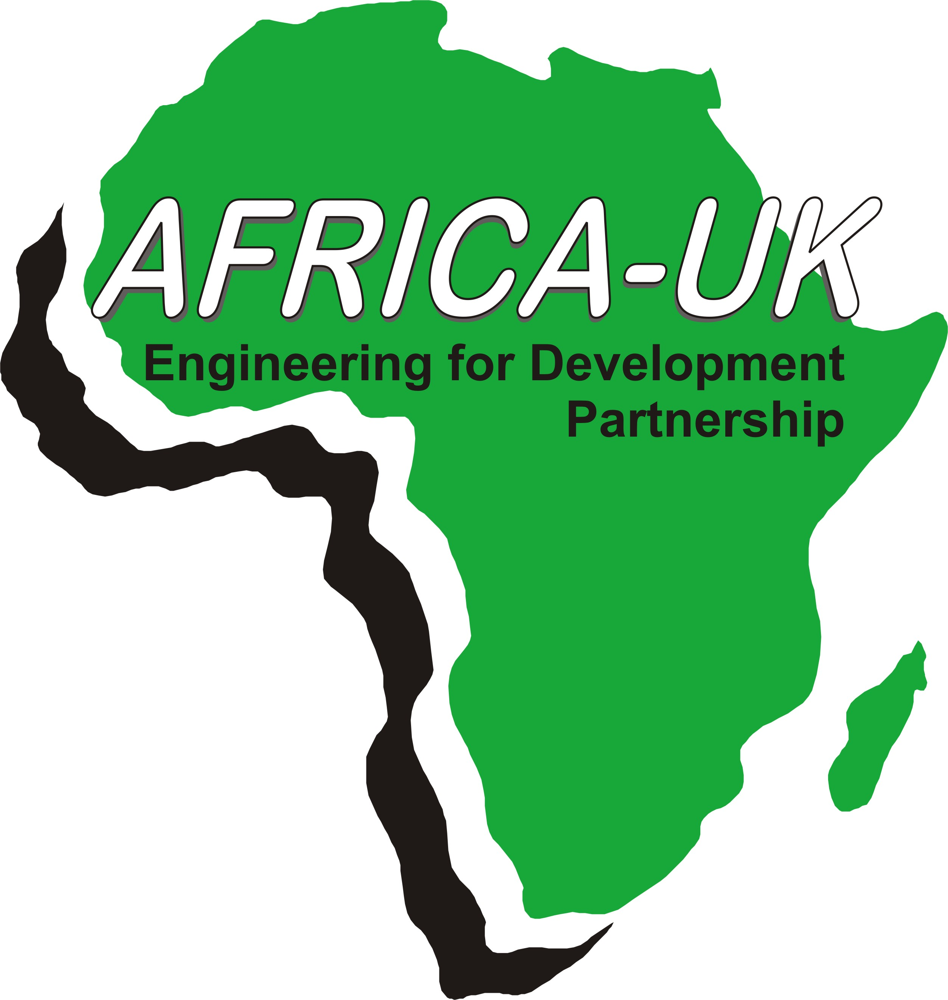 AFRICA-UK
Engineering for Development
Partnership